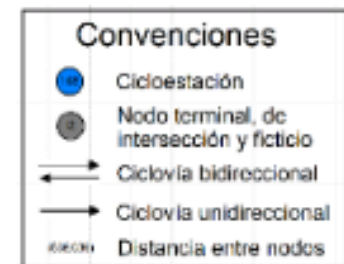 Convenciones
Cicloestación
Nodo terminal, de
intersección y ficticio
Ciclovía bidireccional
Ciclovía unidireccional
Distancia entre nodos